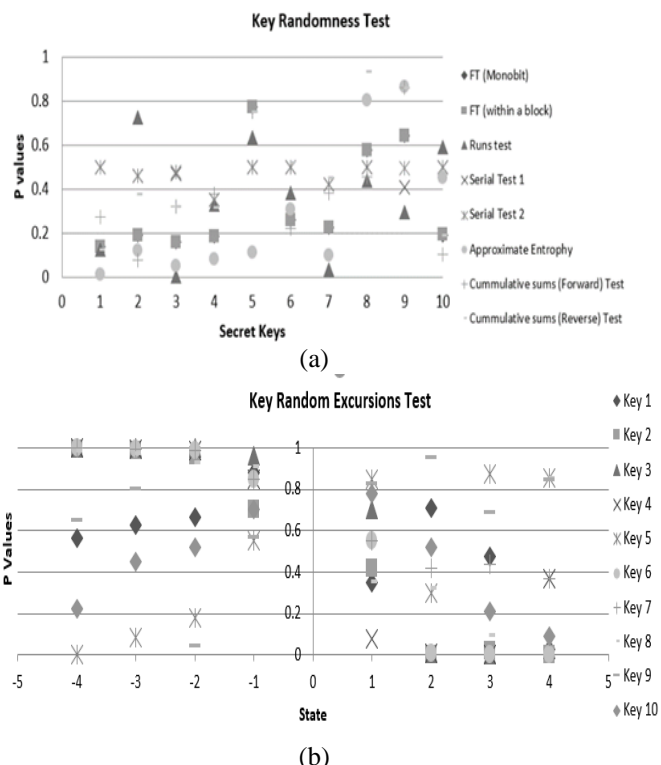 Key Randomness Test
P values
1
0.8
0.6
0.4
0.2
0
0 1 2 3 4 5 6 7 8 9 10
Secret Keys
FT (Monobit)
FT (within a block)
Runs test
Serial Test 1
Serial Test 2
Approximate Entrophy
Cummulative sums (Forward) Test
Cummulative sums (Reverse) Test
(a)
Key Random Excursions Test
P Values
1
0.8
0.6
0.4
0.2
0
-5 -4 -3 -2 -1 0 1 2 3 4 5
State
Key 1
Key 2
Key 3
Key 4
Key 5
Key 6
Key 7
Key 8
Key 9
Key 10
(b)